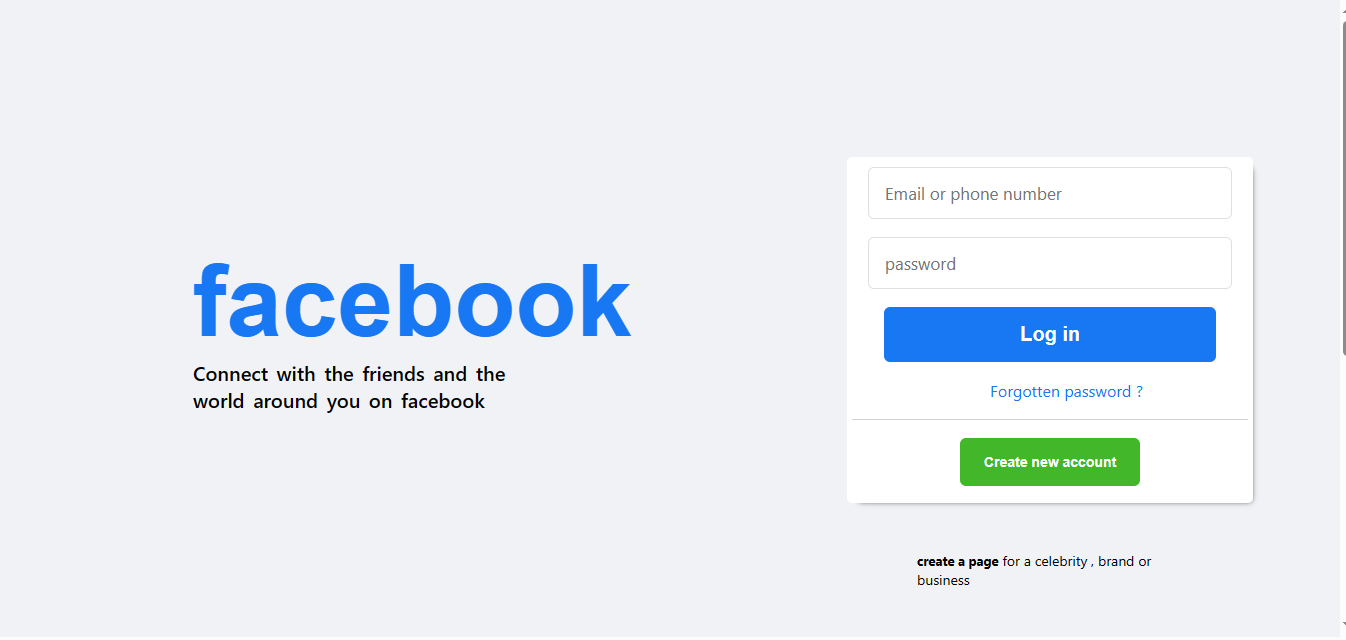 facebook
Connect with the friends and the
world around you on facebook
Email or phone number
password
Log in
Forgotten password ?
Create new account
create a page for a celebrity , brand or
business